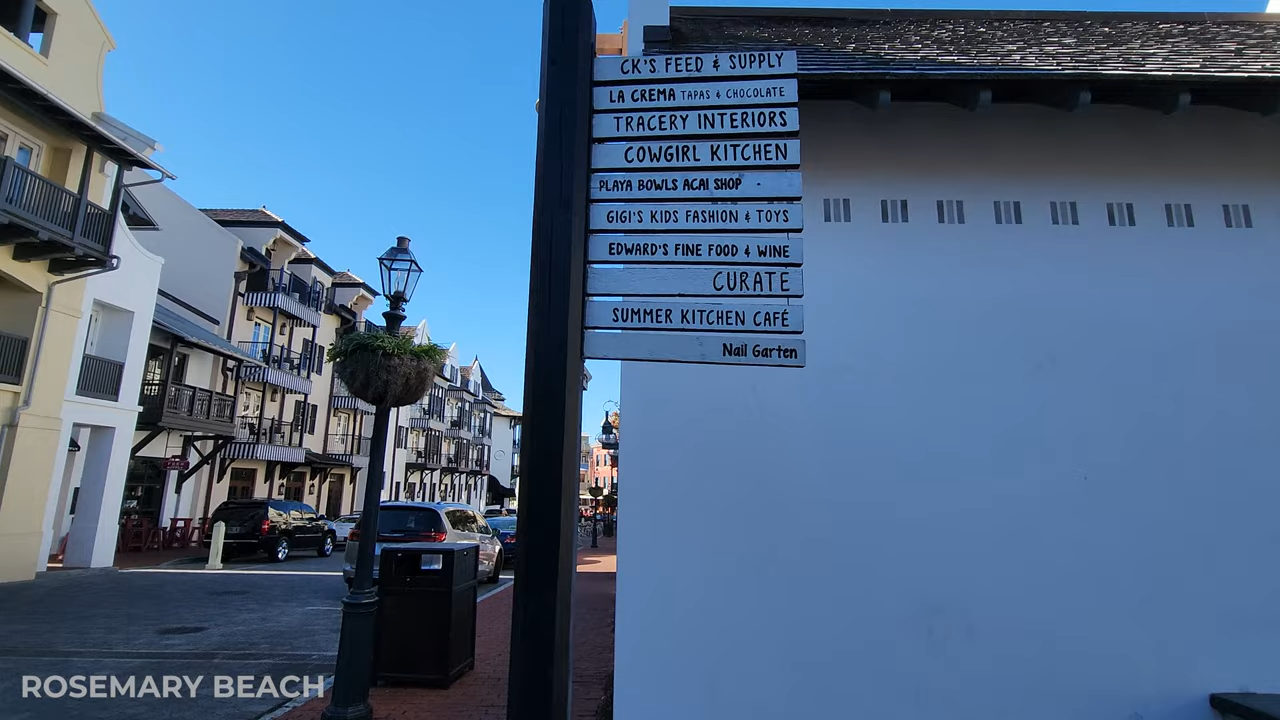 CK'S FEED & SUPPLY
LA CREMA TAPAS & CHOCOLATE
TRACERY INTERIORS
COWGIRL KITCHEN
PLAYA BOWLS ACAI SHOP
GIGI'S KIDS FASHION & TOYS
EDWARD'S FINE FOOD & WINE
CURATE
SUMMER KITCHEN CAFÉ
Nail Garten
ROSEMARY BEACH